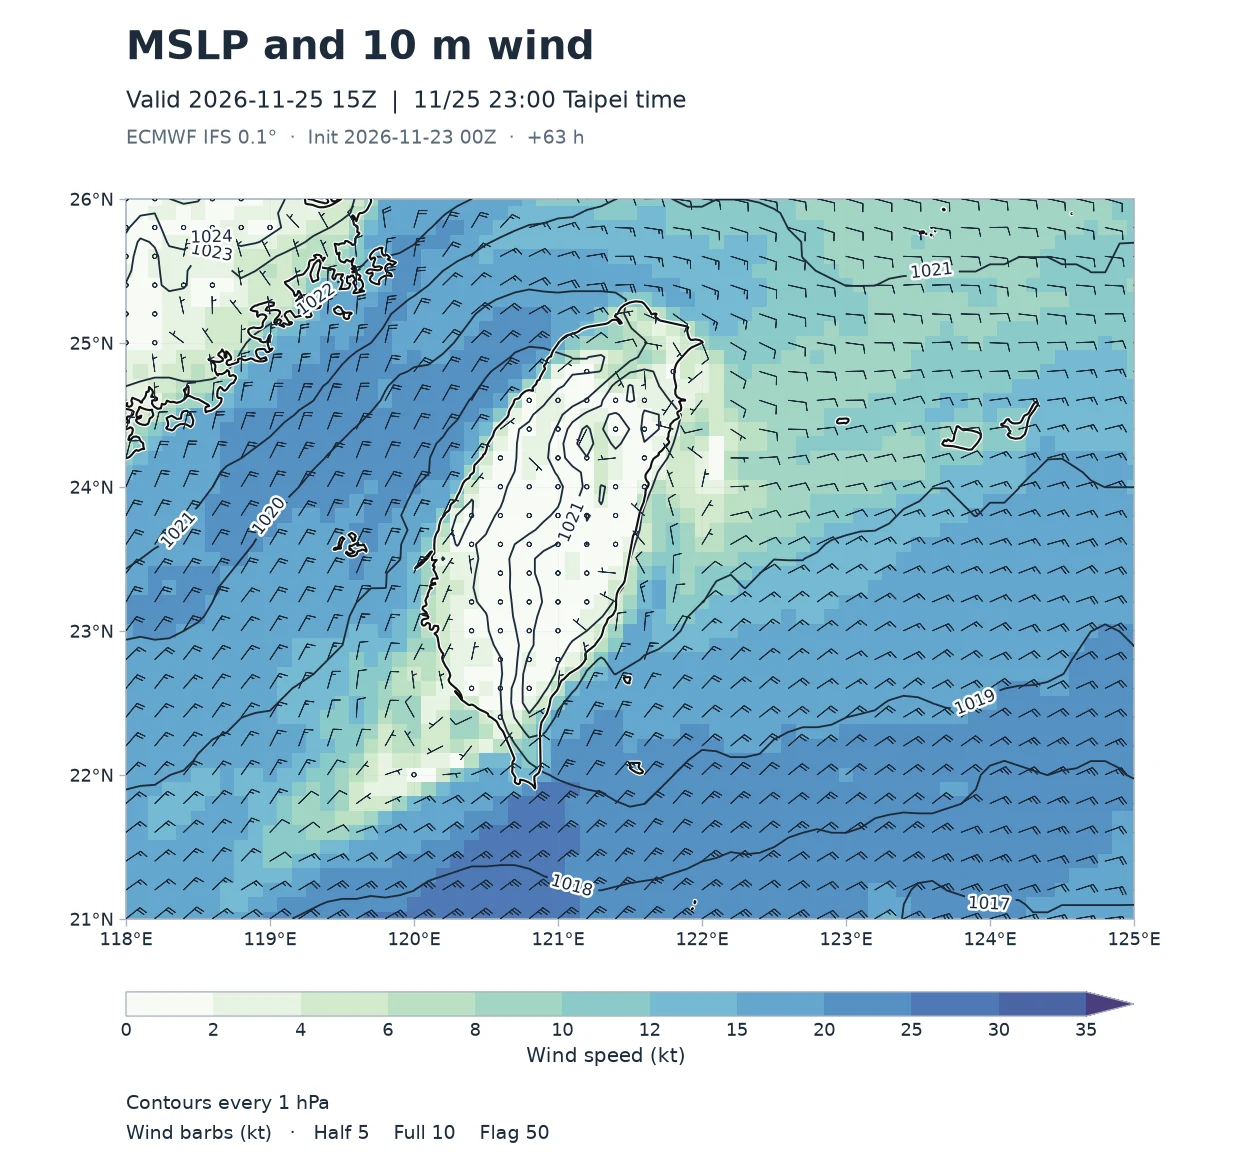 MSLP and 10 m wind
Valid 2026-11-25 15Z | 11/25 23:00 Taipei time
ECMWF IFS 0.1° · Init 2026-11-23 00Z · +63 h
26°N
1024
1023
1021
1022
25°N
24°N
1021
1020
1021
23°N
1019
22°N
1018
1017
21°N
118°E 119°E 120°E 121°E 122°E 123°E 124°E 125°E
0 2 4 6 8 10 12 15 20 25 30 35
Wind speed (kt)
Contours every 1 hPa
Wind barbs (kt) · Half 5 Full 10 Flag 50